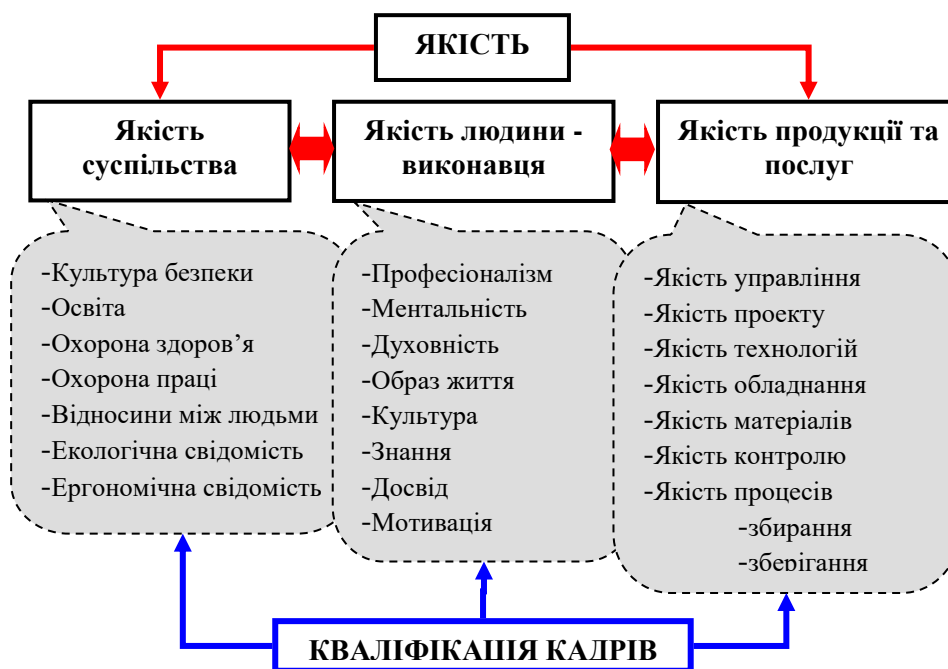 ЯКІСТЬ
Якість
суспільства
Якість людини -
виконавця
Якість продукції та
послуг
-Культура безпеки
-Освіта
-Охорона здоров’я
-Охорона праці
-Відносини між людьми
-Екологічна свідомість
-Ергономічна свідомість
-Професіоналізм
-Ментальність
-Духовність
-Образ життя
-Культура
-Знання
-Досвід
-Мотивація
-Якість управління
-Якість проекту
-Якість технологій
-Якість обладнання
-Якість матеріалів
-Якість контролю
-Якість процесів
-збирання
-зберігання
КВАЛІФІКАЦІЯ КАДРІВ